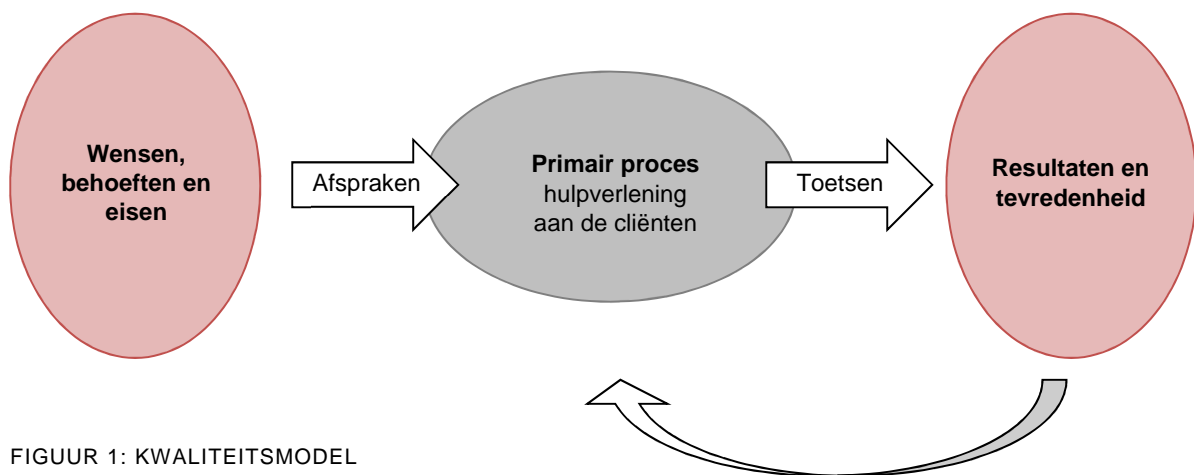 Wensen,
behoeften en
eisen
Afspraken
Primair proces
hulpverlening
aan de cliënten
Toetsen
Resultaten en
tevredenheid
FIGUUR 1: KWALITEITSMODEL